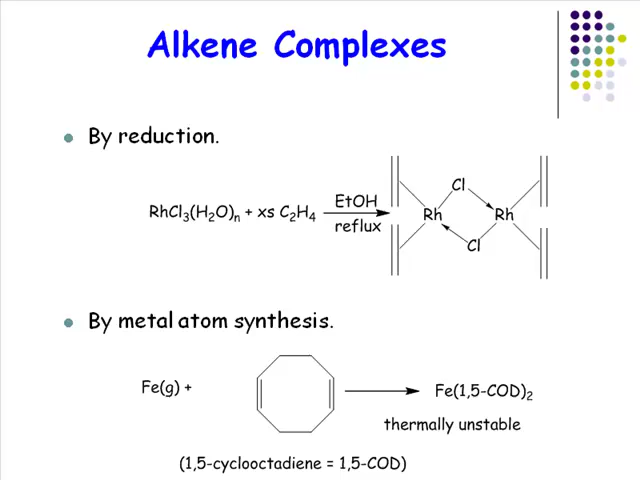 Alkene Complexes
By reduction.
RhCl₃(H₂O)ₙ + xs C₂H₄
EtOH
reflux
Cl
Rh
Rh
Cl
By metal atom synthesis.
Fe(g) +
Fe(1,5-COD)₂
thermally unstable
(1,5-cyclooctadiene = 1,5-COD)